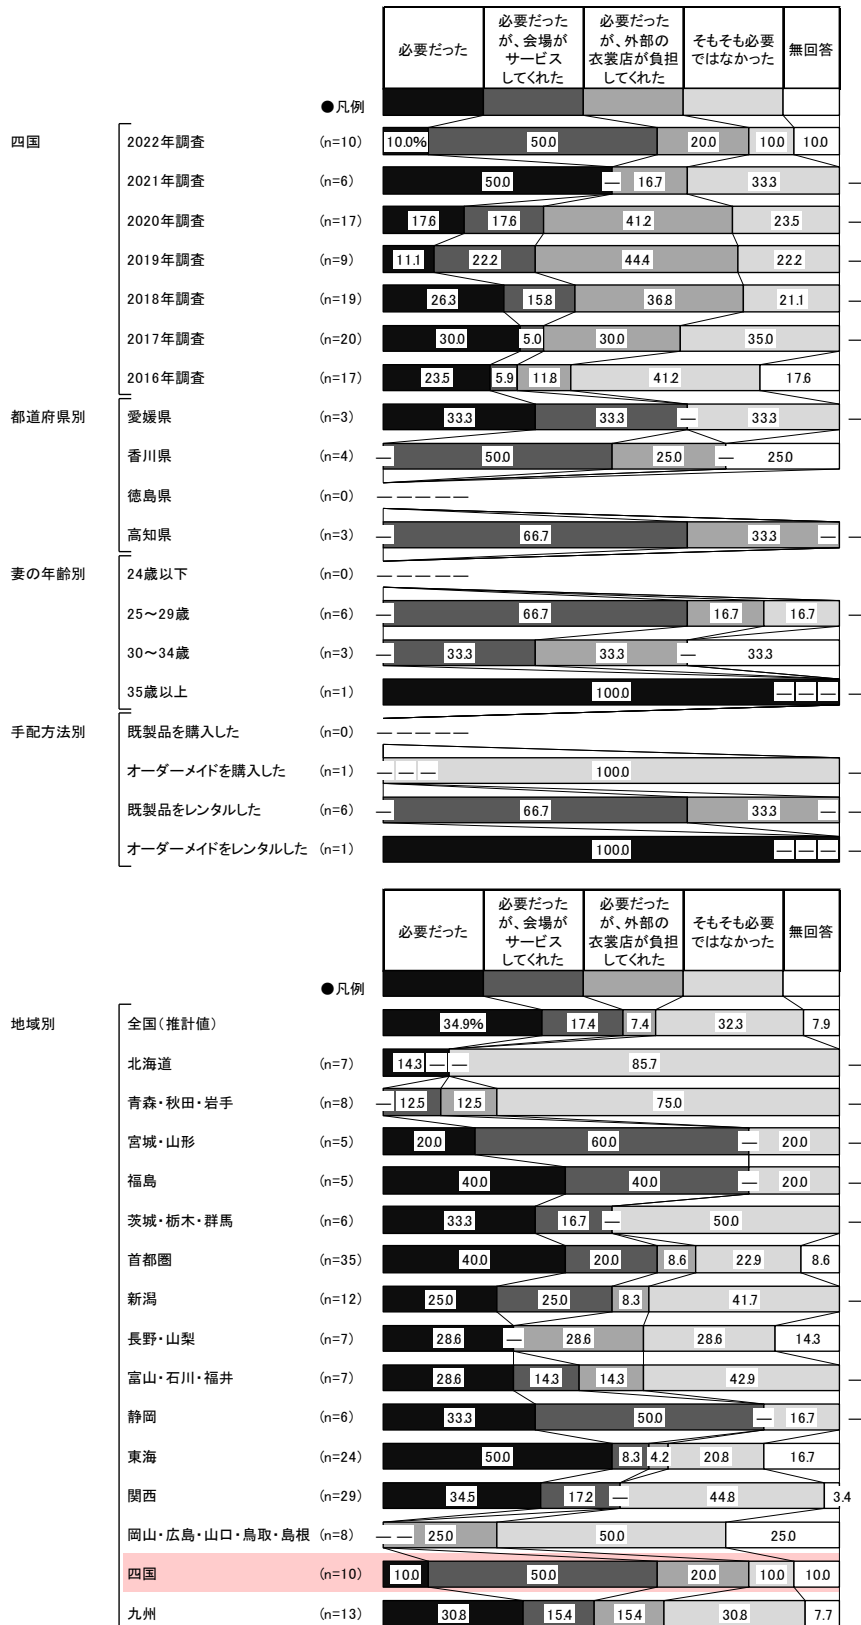 必要だった
必要だった
が、会場が
サービス
してくれた
必要だった
が、外部の
衣裳店が負担
してくれた
そもそも必要
ではなかった
無回答
●凡例
四国 2022年調査 (n=10) 10.0% 50.0 20.0 10.0 10.0
2021年調査 (n=6) 50.0 — 16.7 33.3 —
2020年調査 (n=17) 17.6 17.6 41.2 23.5 —
2019年調査 (n=9) 11.1 22.2 44.4 22.2 —
2018年調査 (n=19) 26.3 15.8 36.8 21.1 —
2017年調査 (n=20) 30.0 5.0 30.0 35.0 —
2016年調査 (n=17) 23.5 5.9 11.8 41.2 17.6
都道府県別 愛媛県 (n=3) 33.3 33.3 — 33.3 —
香川県 (n=4) — 50.0 25.0 — 25.0
徳島県 (n=0) — — — — —
高知県 (n=3) — 66.7 33.3 — —
妻の年齢別 24歳以下 (n=0) — — — — —
25～29歳 (n=6) — 66.7 16.7 16.7 —
30～34歳 (n=3) — 33.3 33.3 — 33.3
35歳以上 (n=1) 100.0 — — — —
手配方法別 既製品を購入した (n=0) — — — — —
オーダーメイドを購入した (n=1) — — — 100.0 —
既製品をレンタルした (n=6) — 66.7 33.3 — —
オーダーメイドをレンタルした (n=1) 100.0 — — — —
必要だった
必要だった
が、会場が
サービス
してくれた
必要だった
が、外部の
衣裳店が負担
してくれた
そもそも必要
ではなかった
無回答
●凡例
地域別 全国(推計値) 34.9% 17.4 7.4 32.3 7.9
北海道 (n=7) 14.3 — — 85.7 —
青森・秋田・岩手 (n=8) — 12.5 12.5 75.0 —
宮城・山形 (n=5) 20.0 60.0 — 20.0 —
福島 (n=5) 40.0 40.0 — 20.0 —
茨城・栃木・群馬 (n=6) 33.3 16.7 — 50.0 —
首都圏 (n=35) 40.0 20.0 8.6 22.9 8.6
新潟 (n=12) 25.0 25.0 8.3 41.7 —
長野・山梨 (n=7) 28.6 — 28.6 28.6 14.3
富山・石川・福井 (n=7) 28.6 14.3 14.3 42.9 —
静岡 (n=6) 33.3 50.0 — 16.7 —
東海 (n=24) 50.0 8.3 4.2 20.8 16.7
関西 (n=29) 34.5 17.2 — 44.8 3.4
岡山・広島・山口・鳥取・島根 (n=8) — — 25.0 50.0 25.0
四国 (n=10) 10.0 50.0 20.0 10.0 10.0
九州 (n=13) 30.8 15.4 15.4 30.8 7.7